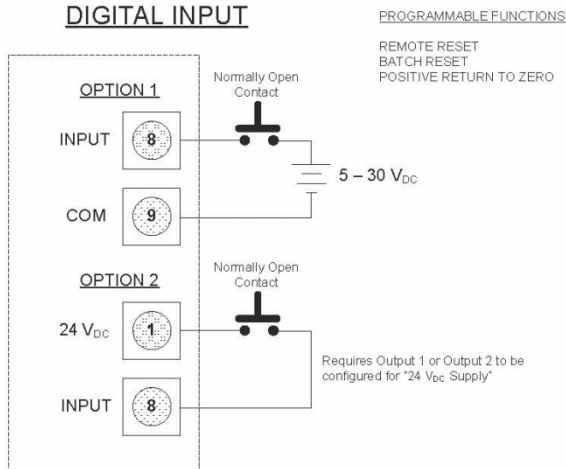 DIGITAL INPUT
PROGRAMMABLE FUNCTIONS
REMOTE RESET
BATCH RESET
POSITIVE RETURN TO ZERO
OPTION 1
Normally Open
Contact
INPUT
8
5 – 30 VDC
COM
9
OPTION 2
Normally Open
Contact
24 VDC
1
Requires Output 1 or Output 2 to be
configured for "24 VDC Supply"
INPUT
8